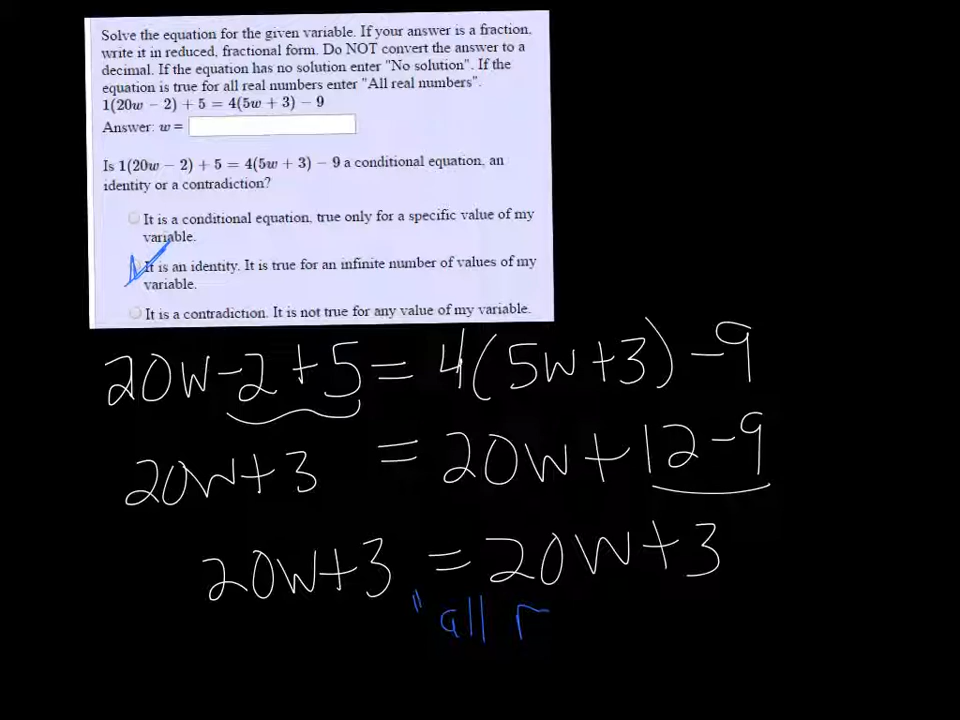 Solve the equation for the given variable. If your answer is a fraction,
write it in reduced, fractional form. Do NOT convert the answer to a
decimal. If the equation has no solution enter "No solution". If the
equation is true for all real numbers enter "All real numbers".
1(20w − 2) + 5 = 4(5w + 3) − 9
Answer: w =
Is 1(20w − 2) + 5 = 4(5w + 3) − 9 a conditional equation, an
identity or a contradiction?
It is a conditional equation, true only for a specific value of my
variable.
It is an identity. It is true for an infinite number of values of my
variable.
It is a contradiction. It is not true for any value of my variable.
20w-2+5 = 4(5w+3)-9
20w+3 = 20w+12-9
20w+3 = 20w+3
"all r